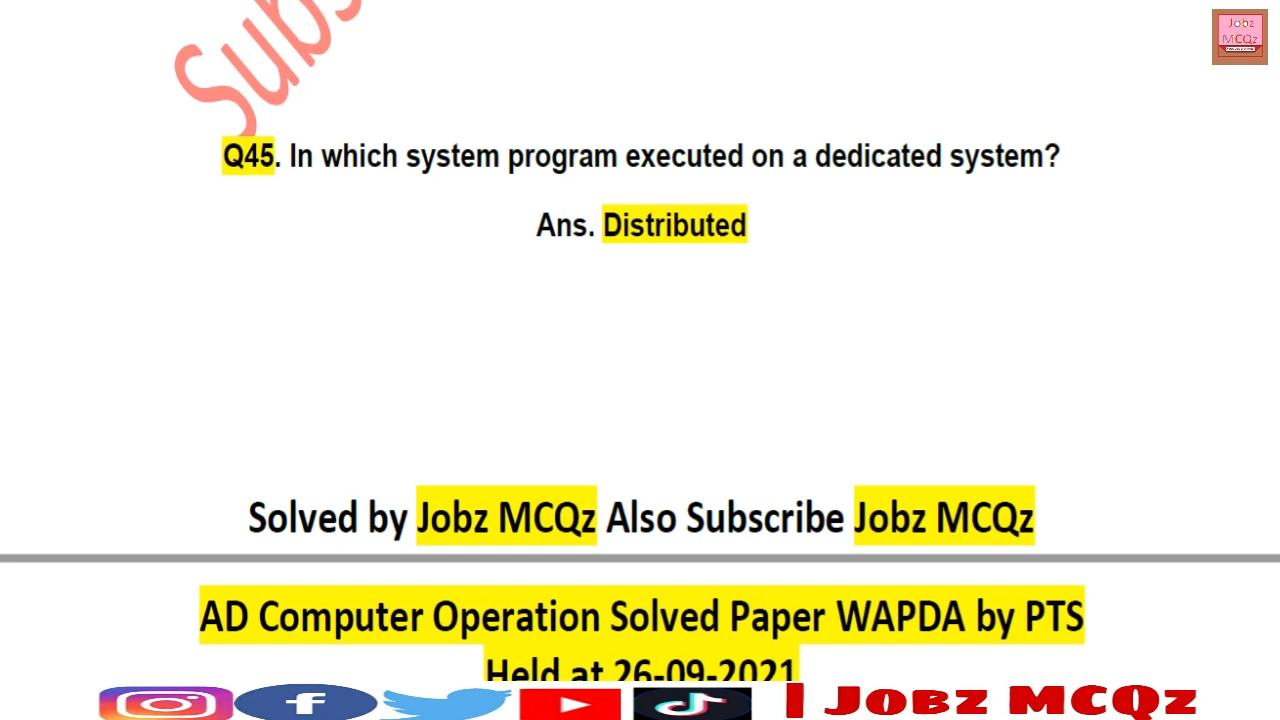 Subs
Jobz
MCQz
Q45. In which system program executed on a dedicated system?
Ans. Distributed
Solved by Jobz MCQz Also Subscribe Jobz MCQz
AD Computer Operation Solved Paper WAPDA by PTS
Held at 26-09-2021
| Jobz MCQz